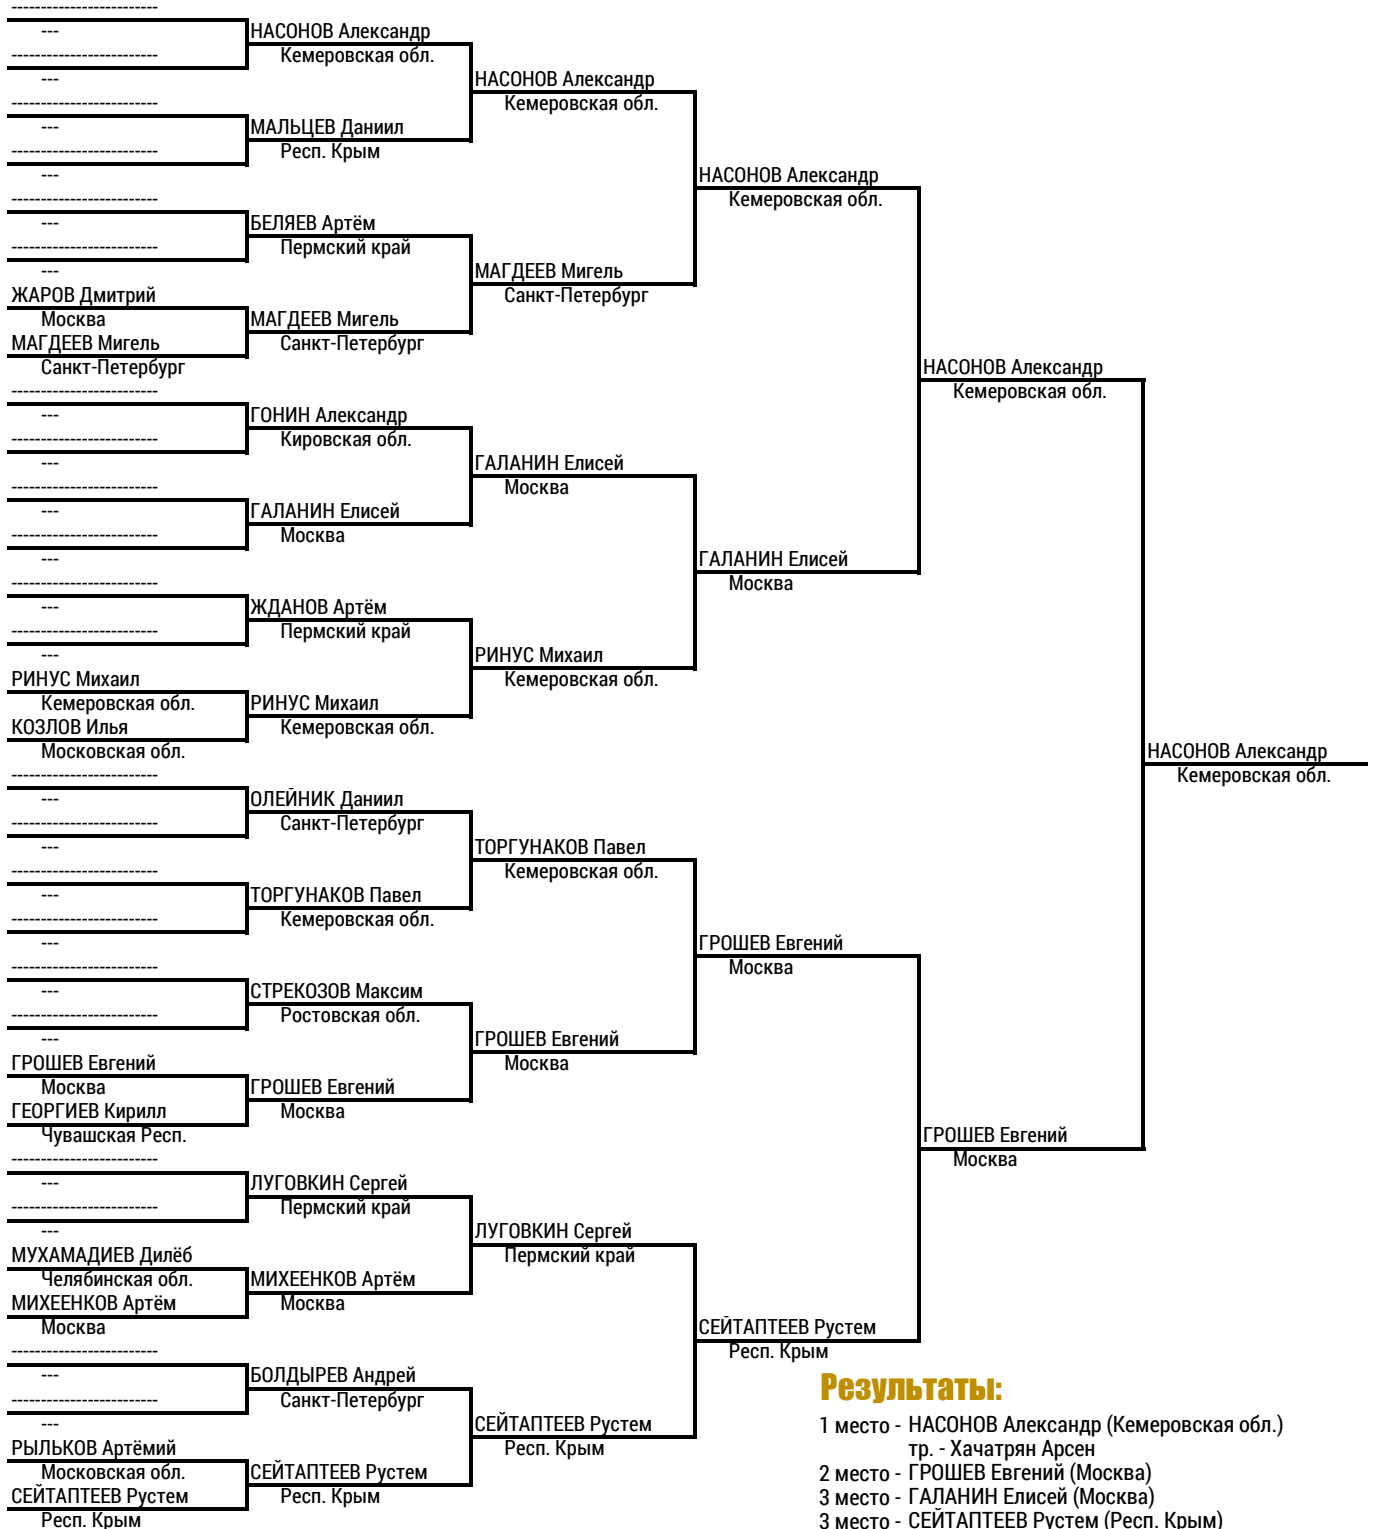 -------------------------
---
-------------------------
---
-------------------------
---
-------------------------
---
-------------------------
---
-------------------------
---
ЖАРОВ Дмитрий
Москва
МАГДЕЕВ Мигель
Санкт-Петербург
-------------------------
---
-------------------------
---
-------------------------
---
-------------------------
---
-------------------------
---
-------------------------
---
РИНУС Михаил
Кемеровская обл.
КОЗЛОВ Илья
Московская обл.
-------------------------
---
-------------------------
---
-------------------------
---
-------------------------
---
-------------------------
---
-------------------------
---
ГРОШЕВ Евгений
Москва
ГЕОРГИЕВ Кирилл
Чувашская Респ.
-------------------------
---
-------------------------
---
МУХАМАДИЕВ Дилёб
Челябинская обл.
МИХЕЕНКОВ Артём
Москва
-------------------------
---
-------------------------
---
РЫЛЬКОВ Артёмий
Московская обл.
СЕЙТАПТЕЕВ Рустем
Респ. Крым
НАСОНОВ Александр
Кемеровская обл.
МАЛЬЦЕВ Даниил
Респ. Крым
БЕЛЯЕВ Артём
Пермский край
МАГДЕЕВ Мигель
Санкт-Петербург
ГОНИН Александр
Кировская обл.
ГАЛАНИН Елисей
Москва
ЖДАНОВ Артём
Пермский край
РИНУС Михаил
Кемеровская обл.
ОЛЕЙНИК Даниил
Санкт-Петербург
ТОРГУНАКОВ Павел
Кемеровская обл.
СТРЕКОЗОВ Максим
Ростовская обл.
ГРОШЕВ Евгений
Москва
ЛУГОВКИН Сергей
Пермский край
МИХЕЕНКОВ Артём
Москва
БОЛДЫРЕВ Андрей
Санкт-Петербург
СЕЙТАПТЕЕВ Рустем
Респ. Крым
НАСОНОВ Александр
Кемеровская обл.
МАГДЕЕВ Мигель
Санкт-Петербург
ГАЛАНИН Елисей
Москва
РИНУС Михаил
Кемеровская обл.
ТОРГУНАКОВ Павел
Кемеровская обл.
ГРОШЕВ Евгений
Москва
ЛУГОВКИН Сергей
Пермский край
СЕЙТАПТЕЕВ Рустем
Респ. Крым
НАСОНОВ Александр
Кемеровская обл.
ГАЛАНИН Елисей
Москва
ГРОШЕВ Евгений
Москва
СЕЙТАПТЕЕВ Рустем
Респ. Крым
НАСОНОВ Александр
Кемеровская обл.
ГРОШЕВ Евгений
Москва
НАСОНОВ Александр
Кемеровская обл.
Результаты:
1 место - НАСОНОВ Александр (Кемеровская обл.)
тр. - Хачатрян Арсен
2 место - ГРОШЕВ Евгений (Москва)
3 место - ГАЛАНИН Елисей (Москва)
3 место - СЕЙТАПТЕЕВ Рустем (Респ. Крым)